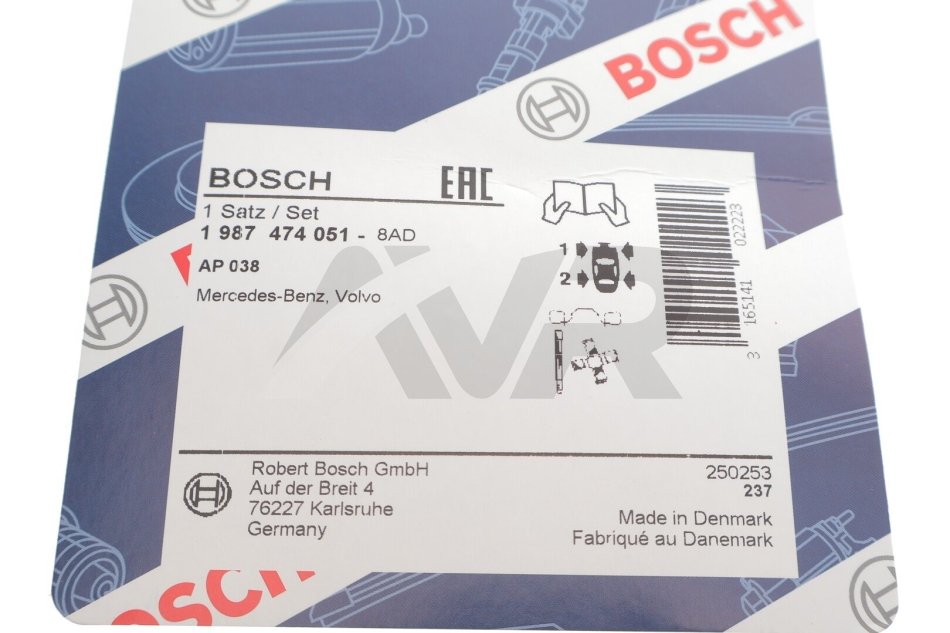 BOSCH
BOSCH
EAC
1 Satz / Set
1 987 474 051 - 8AD
AP 038
Mercedes-Benz, Volvo
1
2
3 165141 022223
VR
Robert Bosch GmbH
Auf der Breit 4
76227 Karlsruhe
Germany
250253
237
Made in Denmark
Fabriqué au Danemark
OSCH